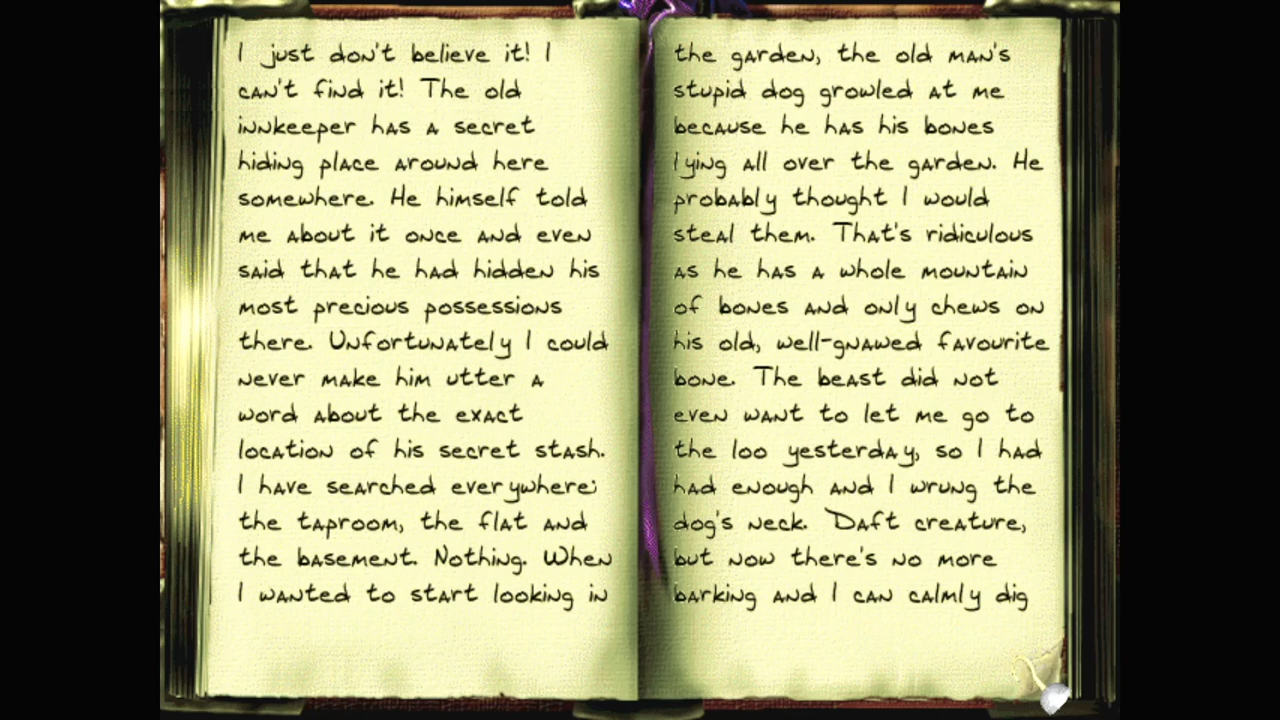 I just don't believe it! I
can't find it! The old
innkeeper has a secret
hiding place around here
somewhere. He himself told
me about it once and even
said that he had hidden his
most precious possessions
there. Unfortunately I could
never make him utter a
word about the exact
location of his secret stash.
I have searched everywhere;
the taproom, the flat and
the basement. Nothing. When
I wanted to start looking in
the garden, the old man's
stupid dog growled at me
because he has his bones
lying all over the garden. He
probably thought I would
steal them. That's ridiculous
as he has a whole mountain
of bones and only chews on
his old, well-gnawed favourite
bone. The beast did not
even want to let me go to
the loo yesterday, so I had
had enough and I wrung the
dog's neck. Daft creature,
but now there's no more
barking and I can calmly dig